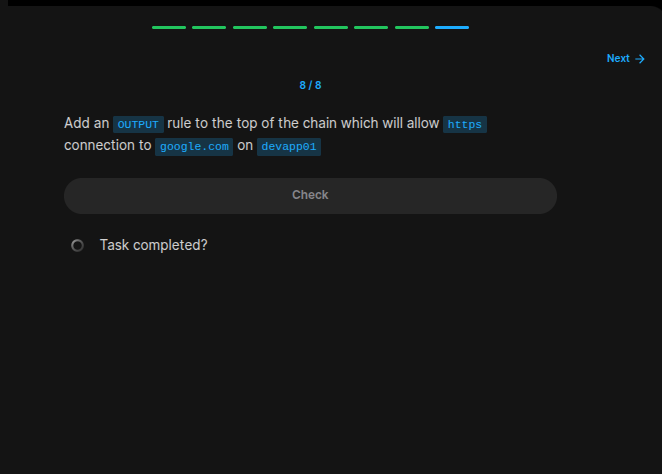 Next →
8 / 8
Add an OUTPUT rule to the top of the chain which will allow https
connection to google.com on devapp01
Check
Task completed?